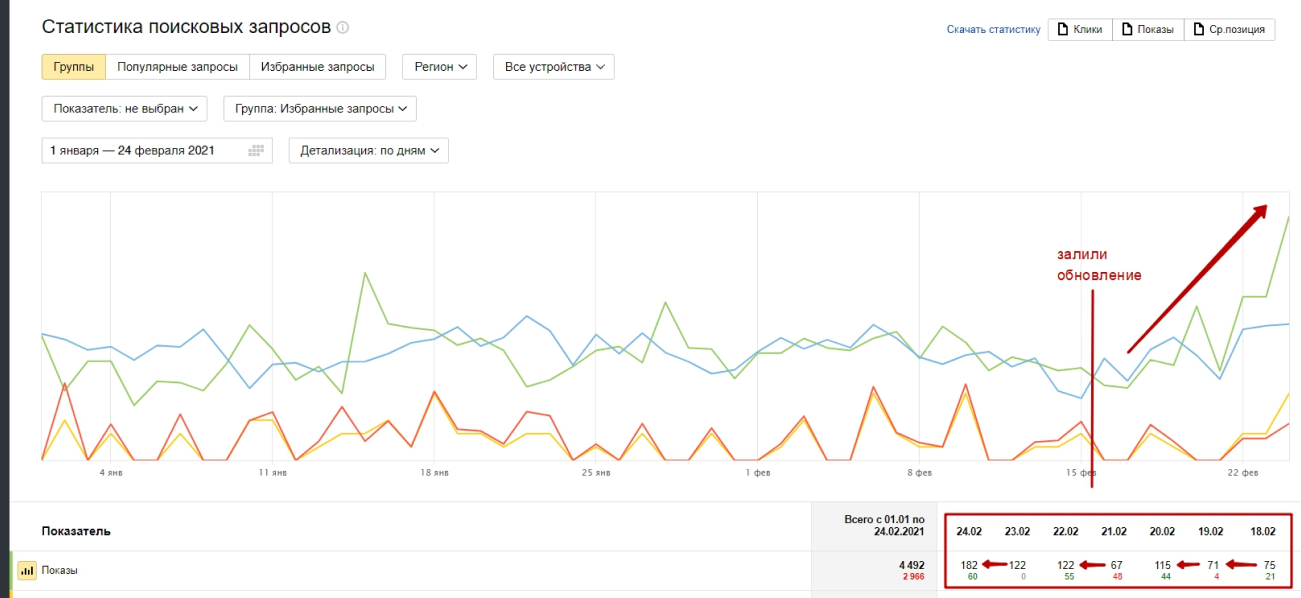 Статистика поисковых запросов
Скачать статистику Клики Показы Ср.позиция
Группы Популярные запросы Избранные запросы Регион Все устройства
Показатель: не выбран Группа: Избранные запросы
1 января — 24 февраля 2021 Детализация: по дням
залили
обновление
4 янв 11 янв 18 янв 25 янв 1 фев 8 фев 15 фев 22 фев
Показатель
Всего с 01.01 по
24.02.2021
24.02 23.02 22.02 21.02 20.02 19.02 18.02
Показы 4 492 182 122 122 67 115 71 75
2 966 60 0 55 48 44 4 21